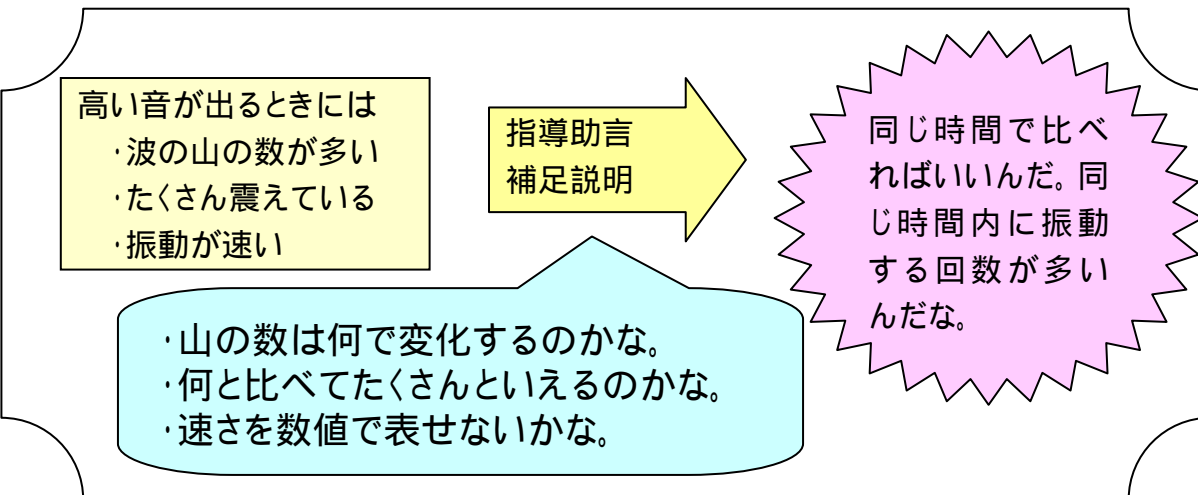 高い音が出るときには
・波の山の数が多い
・たくさん震えている
・振動が速い
指導助言
補足説明
・山の数は何で変化するのかな。
・何と比べてたくさんといえるのかな。
・速さを数値で表せないかな。
同じ時間で比べ
ればいいんだ。同
じ時間内に振動
する回数が多い
んだな。